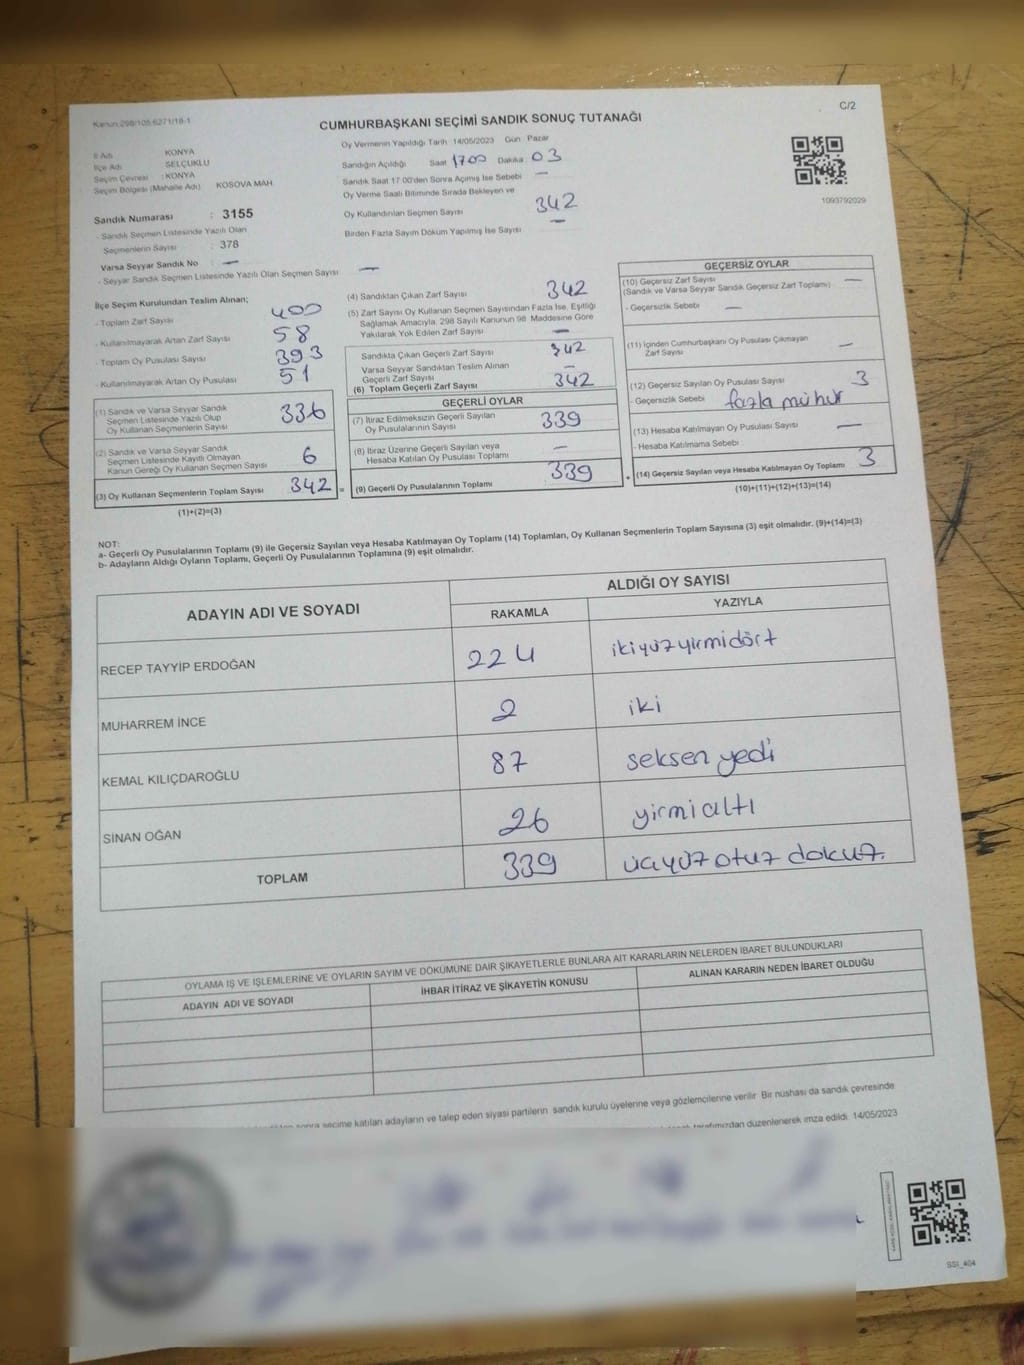 C/2
Kanun:298/105.6271/18-1
CUMHURBAŞKANI SEÇİMİ SANDIK SONUÇ TUTANAĞI
İl Adı KONYA
İlçe Adı SELÇUKLU
Seçim Çevresi : KONYA
Seçim Bölgesi (Mahalle Adı) KOSOVA MAH.
Sandık Numarası : 3155
- Sandık Seçmen Listesinde Yazılı Olan
Seçmenlerin Sayısı : 378
Varsa Seyyar Sandık No : —
- Seyyar Sandık Seçmen Listesinde Yazılı Olan Seçmen Sayısı —
Oy Vermenin Yapıldığı Tarih 14/05/2023 Gün Pazar
Sandığın Açıldığı Saat 1700 Dakika 03
Sandık Saat 17.00'den Sonra Açılmış İse Sebebi —
Oy Verme Saati Bitiminde Sırada Bekleyen ve
Oy Kullandırılan Seçmen Sayısı 342
Birden Fazla Sayım Döküm Yapılmış İse Sayısı —
1093792029
İlçe Seçim Kurulundan Teslim Alınan;
- Toplam Zarf Sayısı 400
- Kullanılmayarak Artan Zarf Sayısı 58
- Toplam Oy Pusulası Sayısı 393
- Kullanılmayarak Artan Oy Pusulası 51
(1) Sandık ve Varsa Seyyar Sandık
Seçmen Listesinde Yazılı Olup
Oy Kullanan Seçmenlerin Sayısı 336
(2) Sandık ve Varsa Seyyar Sandık
Seçmen Listesinde Kayıtlı Olmayan
Kanun Gereği Oy Kullanan Seçmen Sayısı 6
(3) Oy Kullanan Seçmenlerin Toplam Sayısı 342 =
(1)+(2)=(3)
(4) Sandıktan Çıkan Zarf Sayısı 342
(5) Zarf Sayısı Oy Kullanan Seçmen Sayısından Fazla İse, Eşitliği
Sağlamak Amacıyla, 298 Sayılı Kanunun 98. Maddesine Göre
Yakılarak Yok Edilen Zarf Sayısı —
Sandıkta Çıkan Geçerli Zarf Sayısı 342
Varsa Seyyar Sandıktan Teslim Alınan
Geçerli Zarf Sayısı —
(6) Toplam Geçerli Zarf Sayısı 342
GEÇERLİ OYLAR
(7) İtiraz Edilmeksizin Geçerli Sayılan
Oy Pusulasının Sayısı 339
(8) İtiraz Üzerine Geçerli Sayılan veya
Hesaba Katılan Oy Pusulası Toplamı —
(9) Geçerli Oy Pusulalarının Toplamı 339 +
GEÇERSİZ OYLAR
(10) Geçersiz Zarf Sayısı —
(Sandık ve Varsa Seyyar Sandık Geçersiz Zarf Toplamı)
- Geçersizlik Sebebi —
(11) İçinden Cumhurbaşkanı Oy Pusulası Çıkmayan
Zarf Sayısı —
(12) Geçersiz Sayılan Oy Pusulası Sayısı 3
- Geçersizlik Sebebi fazla mühür
(13) Hesaba Katılmayan Oy Pusulası Sayısı —
- Hesaba Katılmama Sebebi
(14) Geçersiz Sayılan veya Hesaba Katılmayan Oy Toplamı 3
(10)+(11)+(12)+(13)=(14)
NOT:
a- Geçerli Oy Pusulalarının Toplamı (9) ile Geçersiz Sayılan veya Hesaba Katılmayan Oy Toplamı (14) Toplamları, Oy Kullanan Seçmenlerin Toplam Sayısına (3) eşit olmalıdır. (9)+(14)=(3)
b- Adayların Aldığı Oyların Toplamı, Geçerli Oy Pusulalarının Toplamına (9) eşit olmalıdır.
ADAYIN ADI VE SOYADI
ALDIĞI OY SAYISI
RAKAMLA YAZIYLA
RECEP TAYYİP ERDOĞAN 224 ikiyüzyirmidört
MUHARREM İNCE 2 iki
KEMAL KILIÇDAROĞLU 87 seksen yedi
SİNAN OĞAN 26 yirmialtı
TOPLAM 339 üçyüz otuz dokuz.
OYLAMA İŞ VE İŞLEMLERİNE VE OYLARIN SAYIM VE DÖKÜMÜNE DAİR ŞİKAYETLERLE BUNLARA AİT KARARLARIN NELERDEN İBARET BULUNDUKLARI
ADAYIN ADI VE SOYADI İHBAR İTİRAZ VE ŞİKAYETİN KONUSU ALINAN KARARIN NEDEN İBARET OLDUĞU
sonra seçime katılan adayların ve talep eden siyasi partilerin sandık kurulu üyelerine veya gözlemcilerine verilir. Bir nüshası da sandık çevresinde
tarafımızdan düzenlenerek imza edildi. 14/05/2023
SSI_404